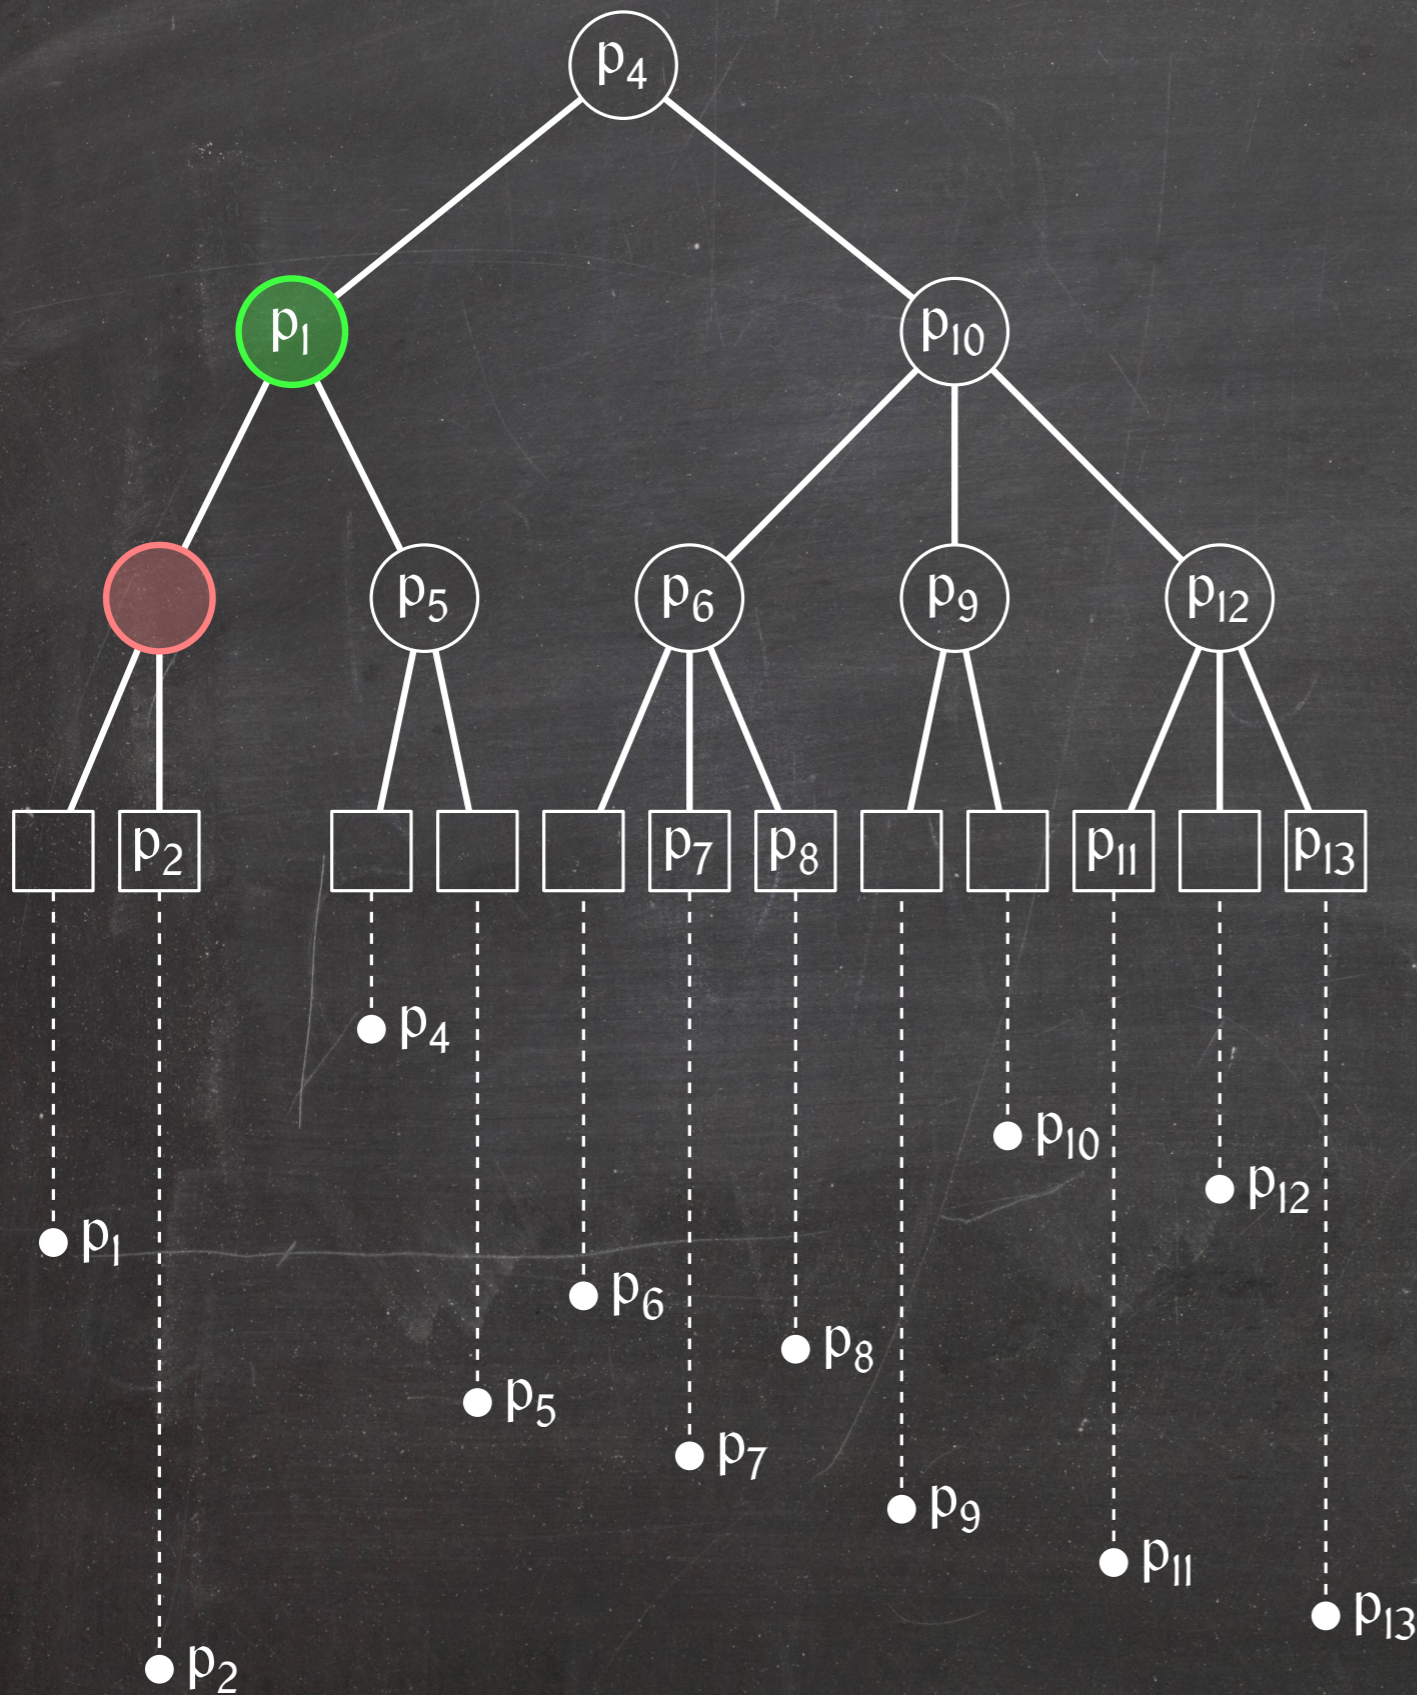 p₄
p₁ p₁₀
p₅ p₆ p₉ p₁₂
p₂ p₇ p₈ p₁₁ p₁₃
p₄
p₁₀
p₁₂
p₁
p₆
p₈
p₅
p₇
p₉
p₁₁
p₁₃
p₂